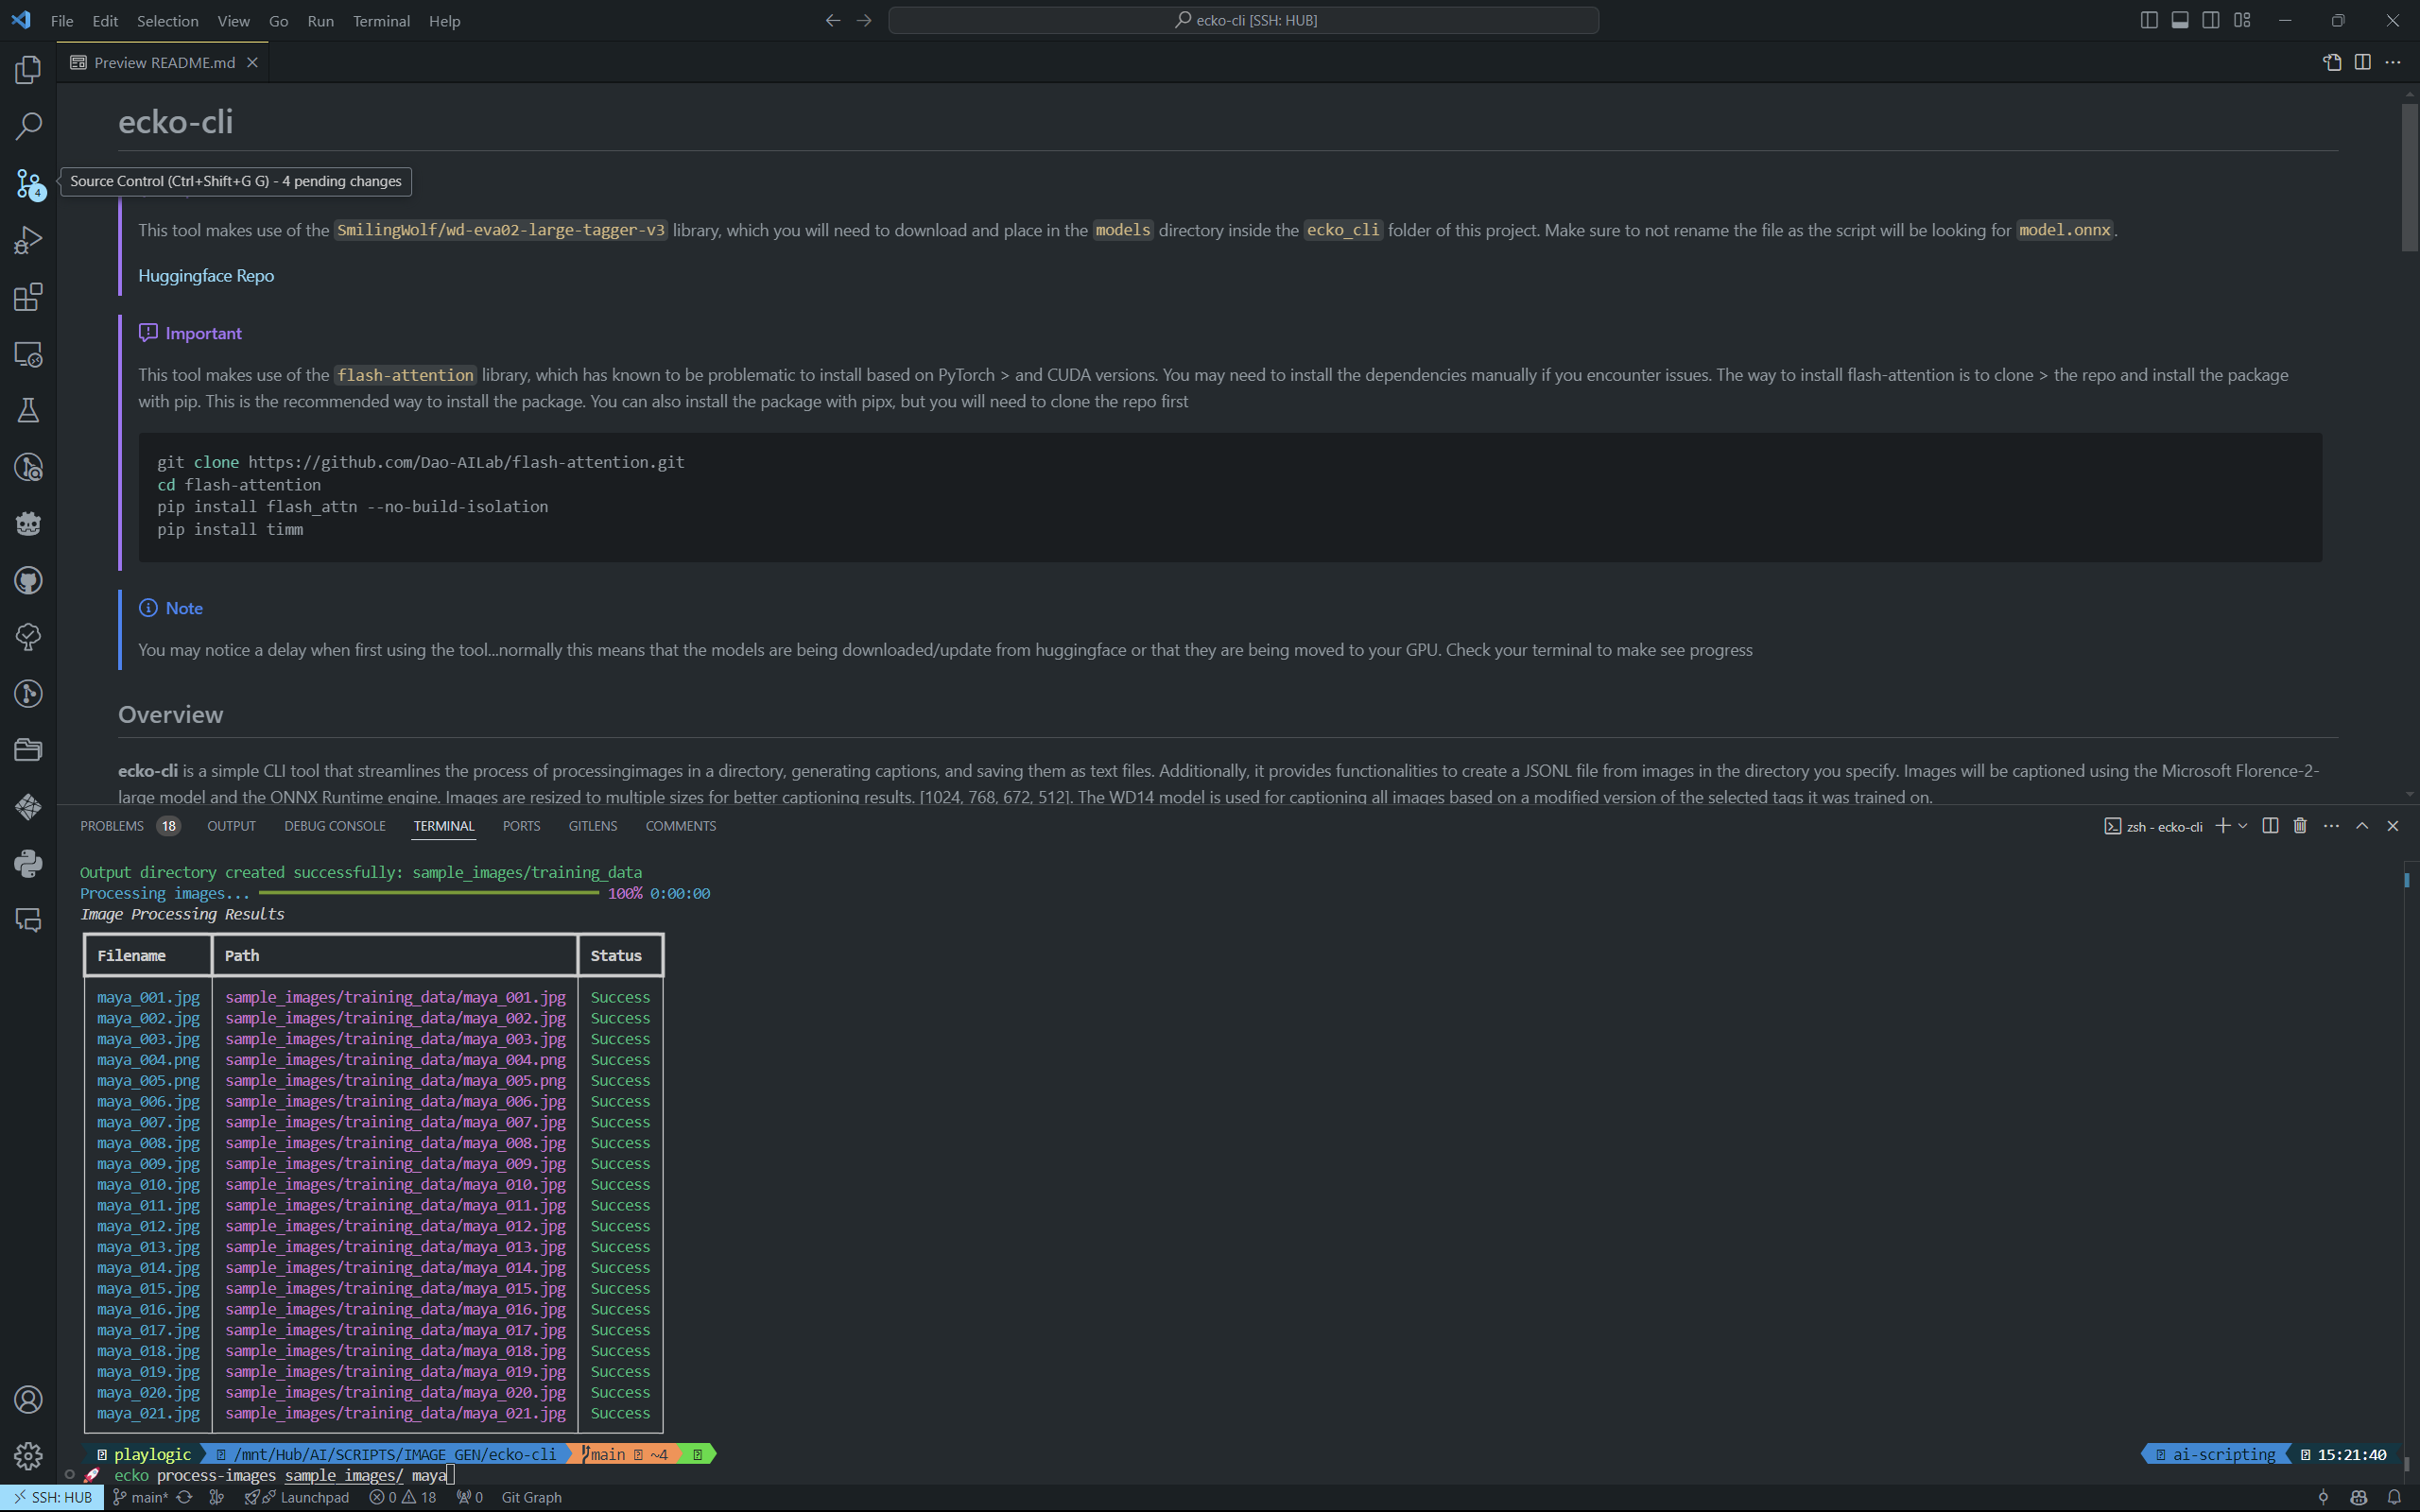 File Edit Selection View Go Run Terminal Help
ecko-cli [SSH: HUB]
Preview README.md
ecko-cli
4
Source Control (Ctrl+Shift+G G) - 4 pending changes
This tool makes use of the SmilingWolf/wd-eva02-large-tagger-v3 library, which you will need to download and place in the models directory inside the ecko_cli folder of this project. Make sure to not rename the file as the script will be looking for model.onnx.
Huggingface Repo
Important
This tool makes use of the flash-attention library, which has known to be problematic to install based on PyTorch > and CUDA versions. You may need to install the dependencies manually if you encounter issues. The way to install flash-attention is to clone > the repo and install the package
with pip. This is the recommended way to install the package. You can also install the package with pipx, but you will need to clone the repo first
git clone https://github.com/Dao-AILab/flash-attention.git
cd flash-attention
pip install flash_attn --no-build-isolation
pip install timm
Note
You may notice a delay when first using the tool...normally this means that the models are being downloaded/update from huggingface or that they are being moved to your GPU. Check your terminal to make see progress
Overview
ecko-cli is a simple CLI tool that streamlines the process of processingimages in a directory, generating captions, and saving them as text files. Additionally, it provides functionalities to create a JSONL file from images in the directory you specify. Images will be captioned using the Microsoft Florence-2-
large model and the ONNX Runtime engine. Images are resized to multiple sizes for better captioning results. [1024, 768, 672, 512]. The WD14 model is used for captioning all images based on a modified version of the selected tags it was trained on.
PROBLEMS 18 OUTPUT DEBUG CONSOLE TERMINAL PORTS GITLENS COMMENTS
zsh - ecko-cli
Output directory created successfully: sample_images/training_data
Processing images... 100% 0:00:00
Image Processing Results
Filename Path Status
maya_001.jpg sample_images/training_data/maya_001.jpg Success
maya_002.jpg sample_images/training_data/maya_002.jpg Success
maya_003.jpg sample_images/training_data/maya_003.jpg Success
maya_004.png sample_images/training_data/maya_004.png Success
maya_005.png sample_images/training_data/maya_005.png Success
maya_006.jpg sample_images/training_data/maya_006.jpg Success
maya_007.jpg sample_images/training_data/maya_007.jpg Success
maya_008.jpg sample_images/training_data/maya_008.jpg Success
maya_009.jpg sample_images/training_data/maya_009.jpg Success
maya_010.jpg sample_images/training_data/maya_010.jpg Success
maya_011.jpg sample_images/training_data/maya_011.jpg Success
maya_012.jpg sample_images/training_data/maya_012.jpg Success
maya_013.jpg sample_images/training_data/maya_013.jpg Success
maya_014.jpg sample_images/training_data/maya_014.jpg Success
maya_015.jpg sample_images/training_data/maya_015.jpg Success
maya_016.jpg sample_images/training_data/maya_016.jpg Success
maya_017.jpg sample_images/training_data/maya_017.jpg Success
maya_018.jpg sample_images/training_data/maya_018.jpg Success
maya_019.jpg sample_images/training_data/maya_019.jpg Success
maya_020.jpg sample_images/training_data/maya_020.jpg Success
maya_021.jpg sample_images/training_data/maya_021.jpg Success
playlogic /mnt/Hub/AI/SCRIPTS/IMAGE_GEN/ecko-cli main ~4 ai-scripting 15:21:40
🚀 ecko process-images sample_images/ maya
SSH: HUB main* Launchpad 0 18 0 Git Graph